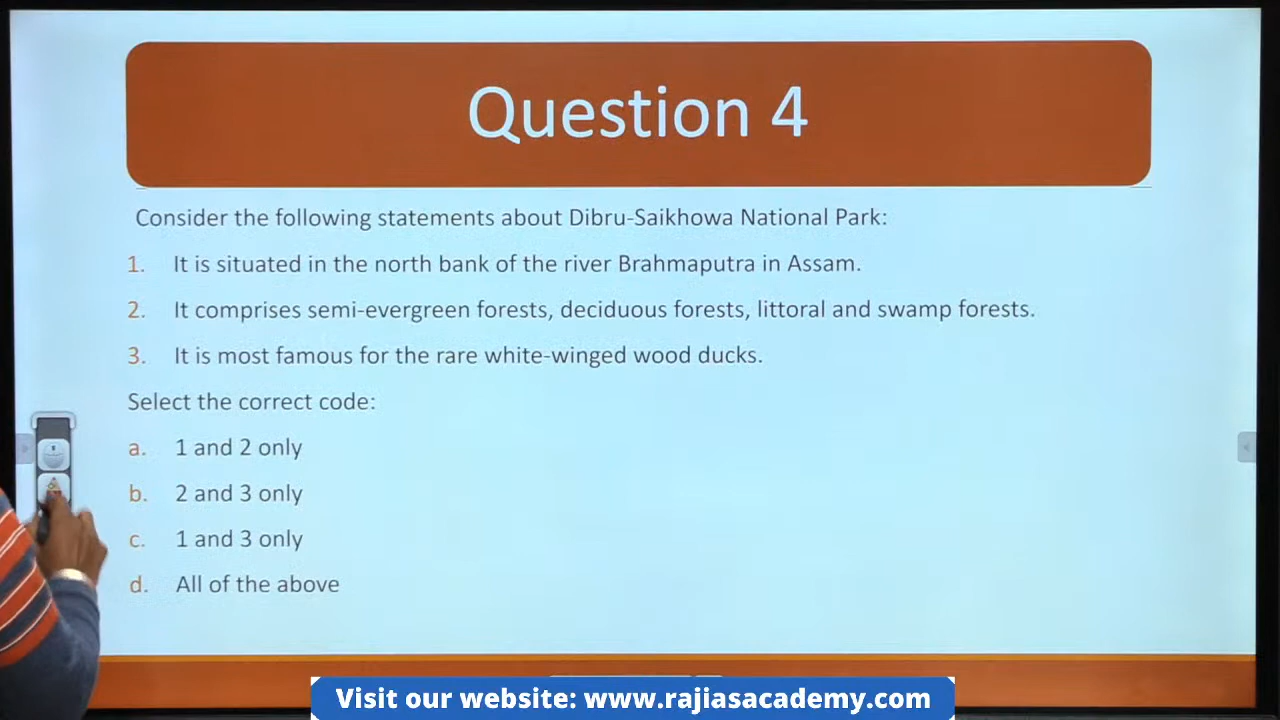 Question 4
Consider the following statements about Dibru-Saikhowa National Park:
1. It is situated in the north bank of the river Brahmaputra in Assam.
2. It comprises semi-evergreen forests, deciduous forests, littoral and swamp forests.
3. It is most famous for the rare white-winged wood ducks.
Select the correct code:
a. 1 and 2 only
b. 2 and 3 only
c. 1 and 3 only
d. All of the above
Visit our website: www.rajiasacademy.com